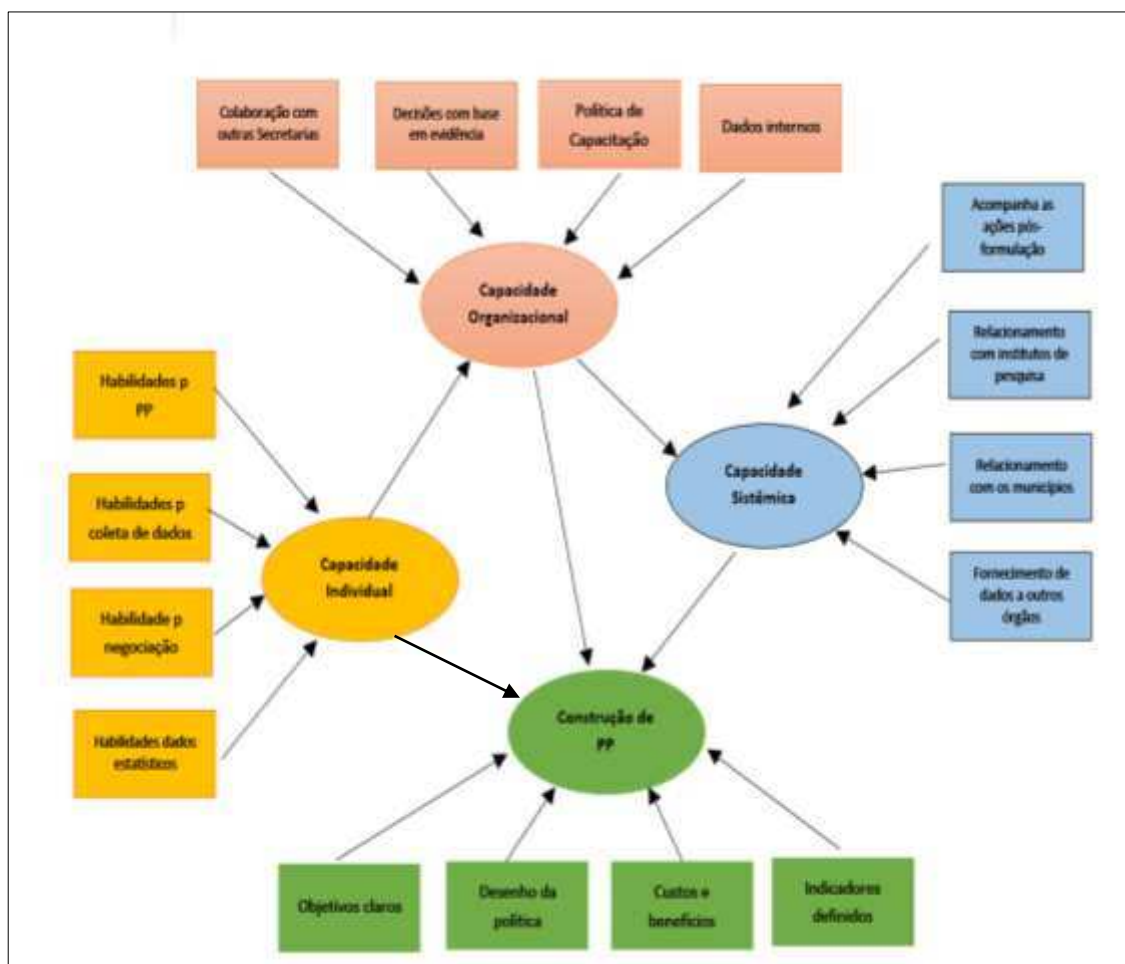 Colaboração com
outras Secretarias
Decisões com base
em evidência
Política de
Capacitação
Dados internos
Capacidade
Organizacional
Acompanha as
ações pós-
formulação
Relacionamento
com institutos de
pesquisa
Relacionamento
com os municípios
Fornecimento de
dados a outros
órgãos
Capacidade
Sistêmica
Habilidades p
PP
Habilidades p
coleta de dados
Habilidade p
negociação
Habilidades dados
estatísticos
Capacidade
Individual
Construção de
PP
Objetivos claros
Desenho da
política
Custos e
benefícios
Indicadores
definidos